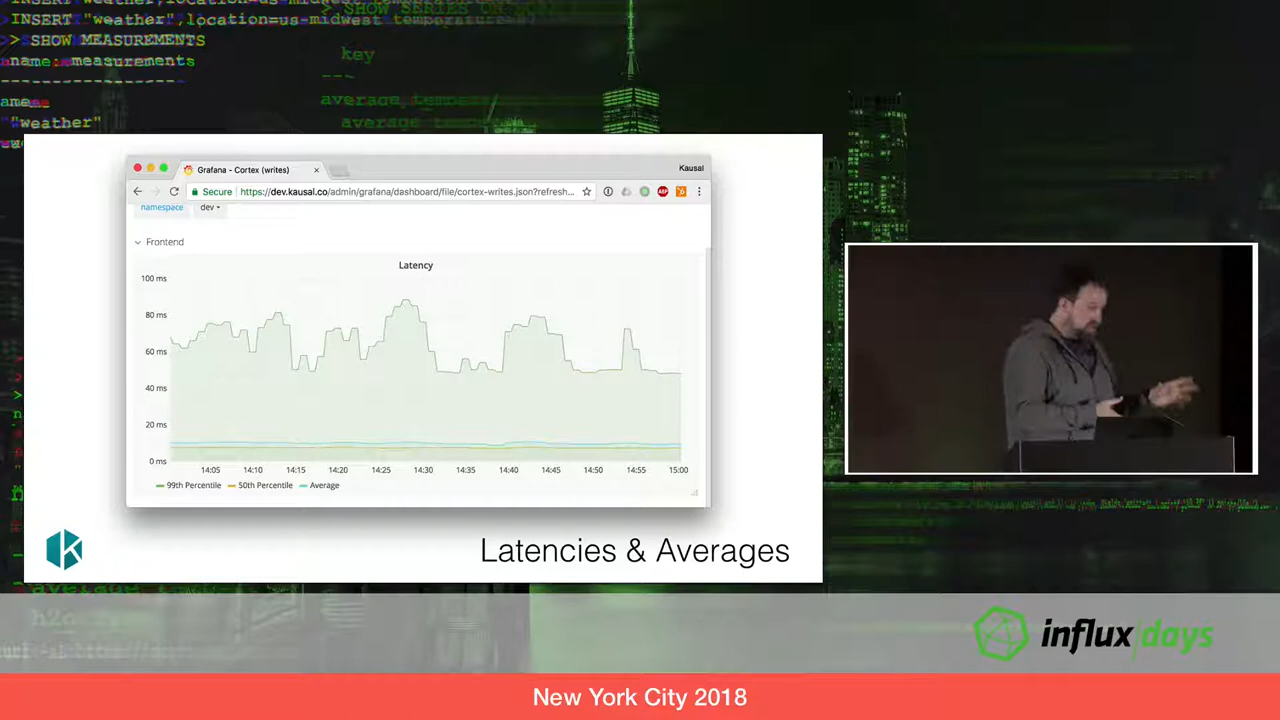 INSERT "weather",location=us-midwest temperature=
> SHOW SERIES ON
> SHOW MEASUREMENTS
name: measurements
key
---
average_tempe
"weather"
Grafana - Cortex (writes)
Kausal
Secure https://dev.kausal.co/admin/grafana/dashboard/file/cortex-writes.json?refresh...
namespace dev
Frontend
Latency
100 ms
80 ms
60 ms
40 ms
20 ms
0 ms
14:05 14:10 14:15 14:20 14:25 14:30 14:35 14:40 14:45 14:50 14:55 15:00
99th Percentile 50th Percentile Average
K
Latencies & Averages
influx|days
New York City 2018